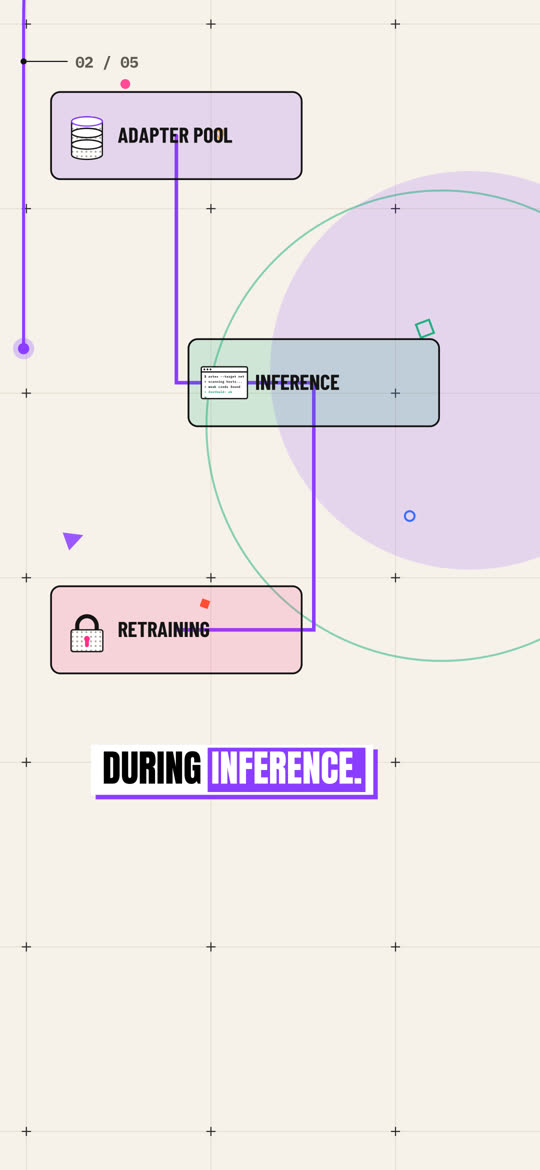 02 / 05
ADAPTER POOL
INFERENCE
RETRAINING
DURING INFERENCE.